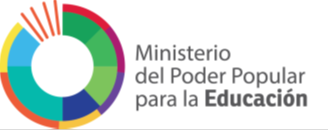 Ministerio
del Poder Popular
para la Educación